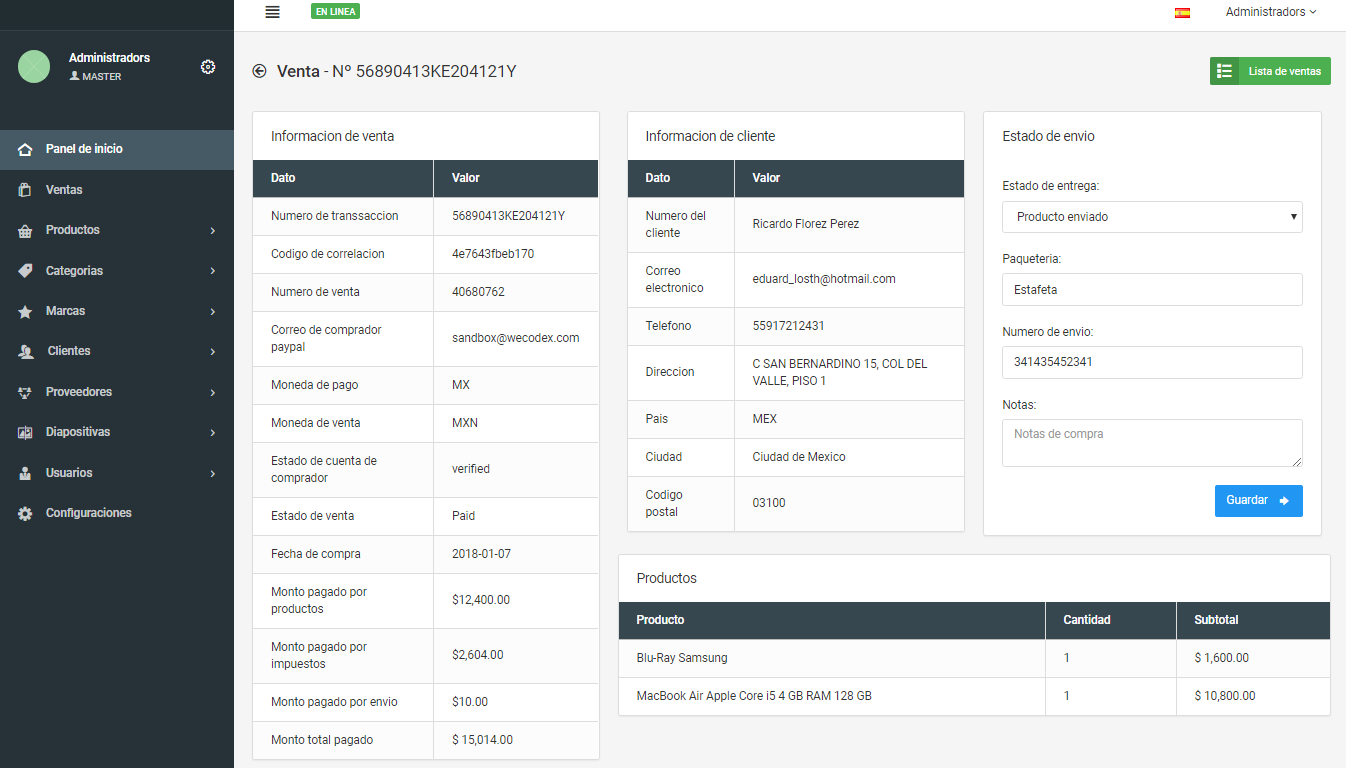 EN LINEA
Administradors
Administradors
MASTER
Panel de inicio
Ventas
Productos
Categorias
Marcas
Clientes
Proveedores
Diapositivas
Usuarios
Configuraciones
Venta - Nº 56890413KE204121Y
Lista de ventas
Informacion de venta
Dato Valor
Numero de transsaccion 56890413KE204121Y
Codigo de correlacion 4e7643fbeb170
Numero de venta 40680762
Correo de comprador
paypal
sandbox@wecodex.com
Moneda de pago MX
Moneda de venta MXN
Estado de cuenta de
comprador
verified
Estado de venta Paid
Fecha de compra 2018-01-07
Monto pagado por
productos
$12,400.00
Monto pagado por
impuestos
$2,604.00
Monto pagado por envio $10.00
Monto total pagado $ 15,014.00
Informacion de cliente
Dato Valor
Numero del
cliente
Ricardo Florez Perez
Correo
electronico
eduard_losth@hotmail.com
Telefono 55917212431
Direccion
C SAN BERNARDINO 15, COL DEL
VALLE, PISO 1
Pais MEX
Ciudad Ciudad de Mexico
Codigo
postal
03100
Estado de envio
Estado de entrega:
Producto enviado
Paqueteria:
Estafeta
Numero de envio:
341435452341
Notas:
Notas de compra
Guardar
Productos
Producto Cantidad Subtotal
Blu-Ray Samsung 1 $ 1,600.00
MacBook Air Apple Core i5 4 GB RAM 128 GB 1 $ 10,800.00